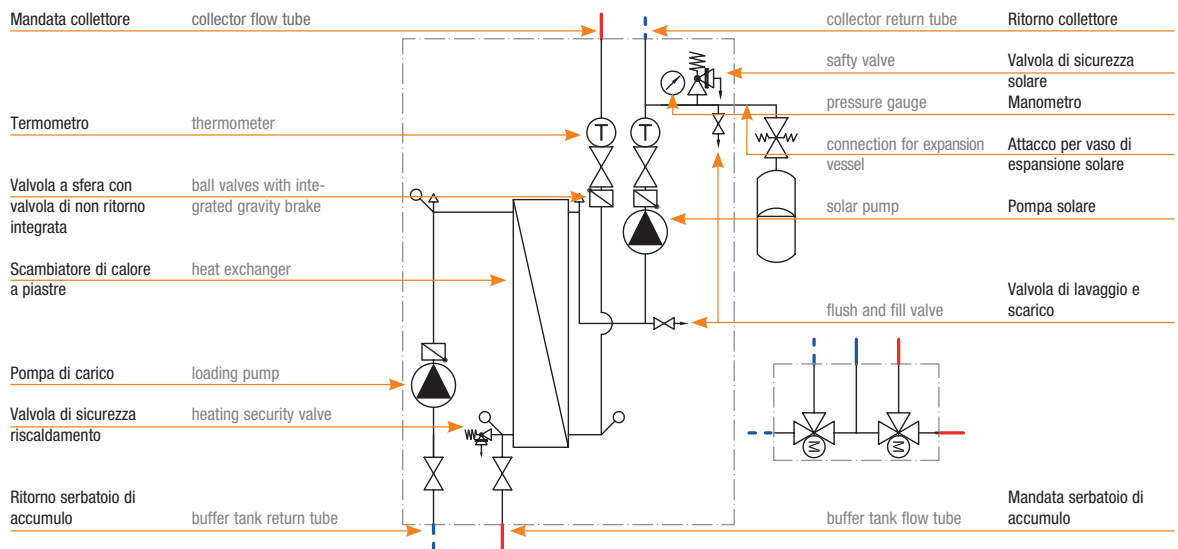 Mandata collettore
collector flow tube
Termometro
thermometer
Valvola a sfera con
valvola di non ritorno
integrata
ball valves with inte-
grated gravity brake
Scambiatore di calore
a piastre
heat exchanger
Pompa di carico
loading pump
Valvola di sicurezza
riscaldamento
heating security valve
Ritorno serbatoio di
accumulo
buffer tank return tube
T
T
collector return tube
Ritorno collettore
safty valve
Valvola di sicurezza
solare
pressure gauge
Manometro
connection for expansion
vessel
Attacco per vaso di
espansione solare
solar pump
Pompa solare
flush and fill valve
Valvola di lavaggio e
scarico
M
M
buffer tank flow tube
Mandata serbatoio di
accumulo